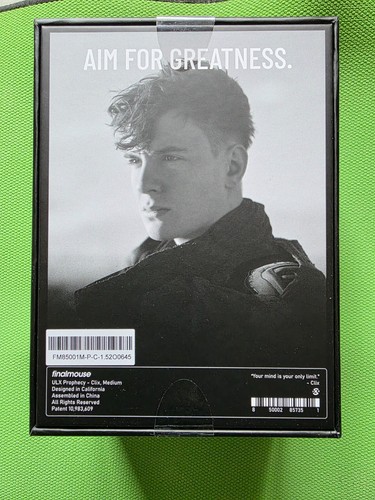 AIM FOR GREATNESS.
FM85001M-P-C-1.52O0645
finalmouse
ULX Prophecy - Clix, Medium
Designed in California
Assembled in China
All Rights Reserved
Patent 10,983,609
"Your mind is your only limit."
- Clix
8 50002 85735 1